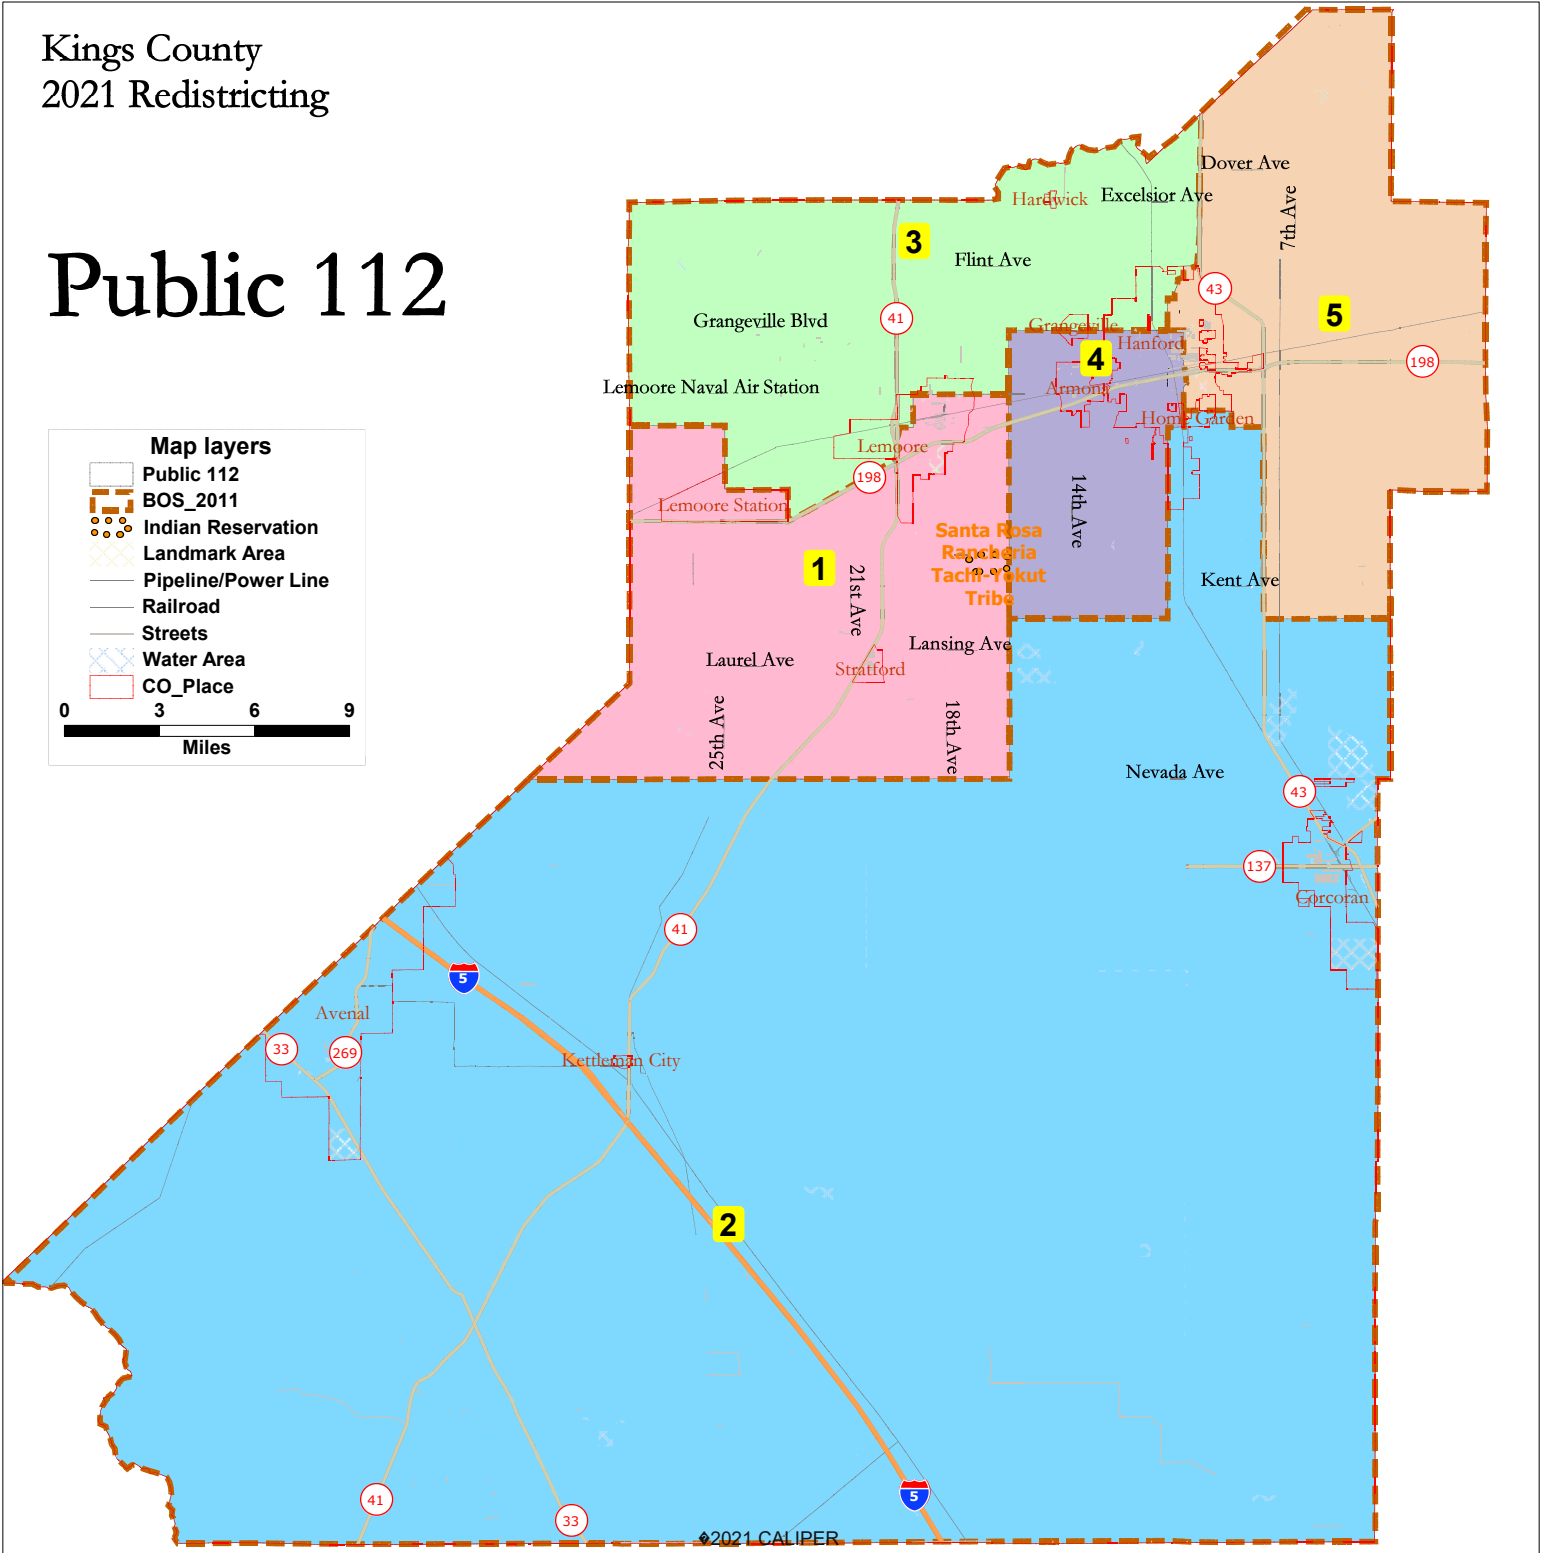 Kings County
2021 Redistricting
Public 112
Map layers
Public 112
BOS_2011
Indian Reservation
Landmark Area
Pipeline/Power Line
Railroad
Streets
Water Area
CO_Place
0 3 6 9
Miles
Dover Ave
Hardwick
Excelsior Ave
7th Ave
3
Flint Ave
43
5
Grangeville Blvd
41
Grangeville
Hanford
4
198
Lemoore Naval Air Station
Armona
Home Garden
Lemoore
198
Lemoore Station
14th Ave
Santa Rosa
Rancheria
Tachi-Yokut
Tribe
1
21st Ave
Kent Ave
Lansing Ave
Laurel Ave
Stratford
25th Ave
18th Ave
Nevada Ave
43
137
Corcoran
41
5
Avenal
33
269
Kettleman City
2
41
33
5
�2021 CALIPER